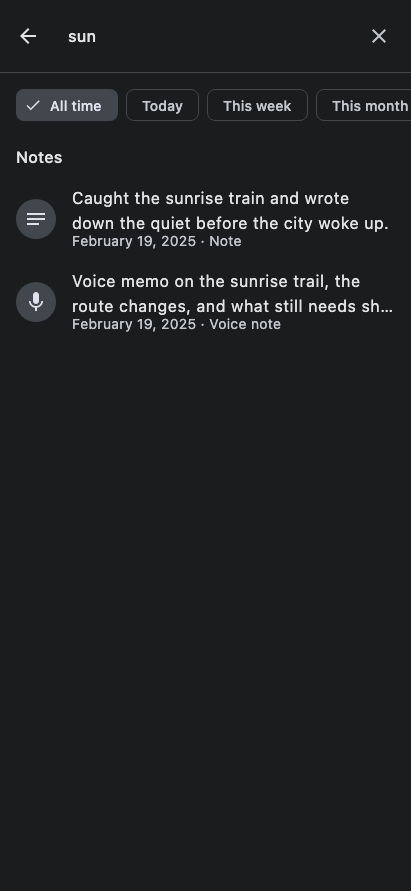 sun
All time
Today
This week
This month
Notes
Caught the sunrise train and wrote
down the quiet before the city woke up.
February 19, 2025 · Note
Voice memo on the sunrise trail, the
route changes, and what still needs sh...
February 19, 2025 · Voice note